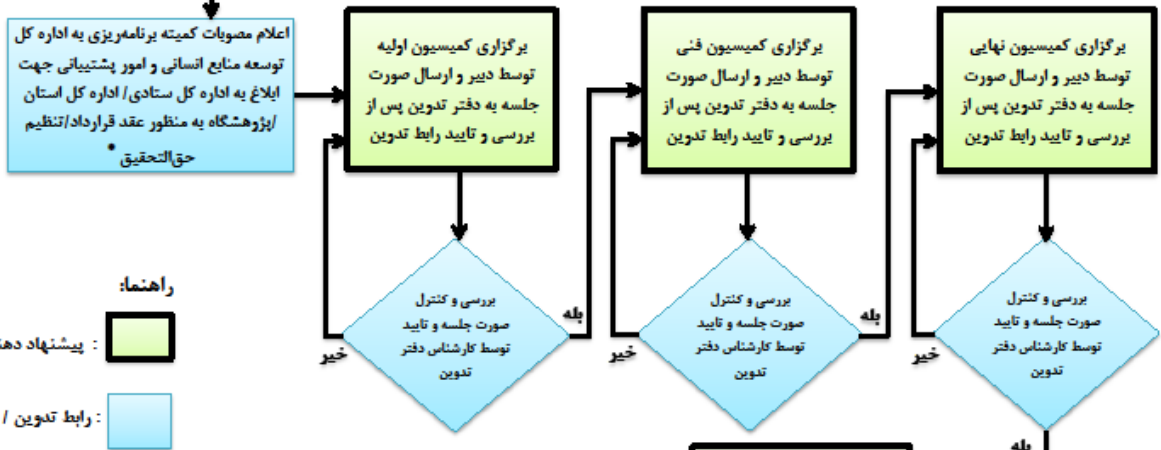 اعلام مصوبات کمیته برنامه‌ریزی به اداره کل
توسعه منابع انسانی و امور پشتیبانی جهت
ابلاغ به اداره کل ستادی/ اداره کل استان
/پژوهشگاه به منظور عقد قرارداد/تنظیم
حق‌التحقیق *
برگزاری کمیسیون اولیه
توسط دبیر و ارسال صورت
جلسه به دفتر تدوین پس از
بررسی و تایید رابط تدوین
برگزاری کمیسیون فنی
توسط دبیر و ارسال صورت
جلسه به دفتر تدوین پس از
بررسی و تایید رابط تدوین
برگزاری کمیسیون نهایی
توسط دبیر و ارسال صورت
جلسه به دفتر تدوین پس از
بررسی و تایید رابط تدوین
بررسی و کنترل
صورت جلسه و تایید
توسط کارشناس دفتر
تدوین
بله
خیر
بررسی و کنترل
صورت جلسه و تایید
توسط کارشناس دفتر
تدوین
بله
خیر
بررسی و کنترل
صورت جلسه و تایید
توسط کارشناس دفتر
تدوین
خیر
بله
راهنما:
: پیشنهاد
: رابط تدوین /